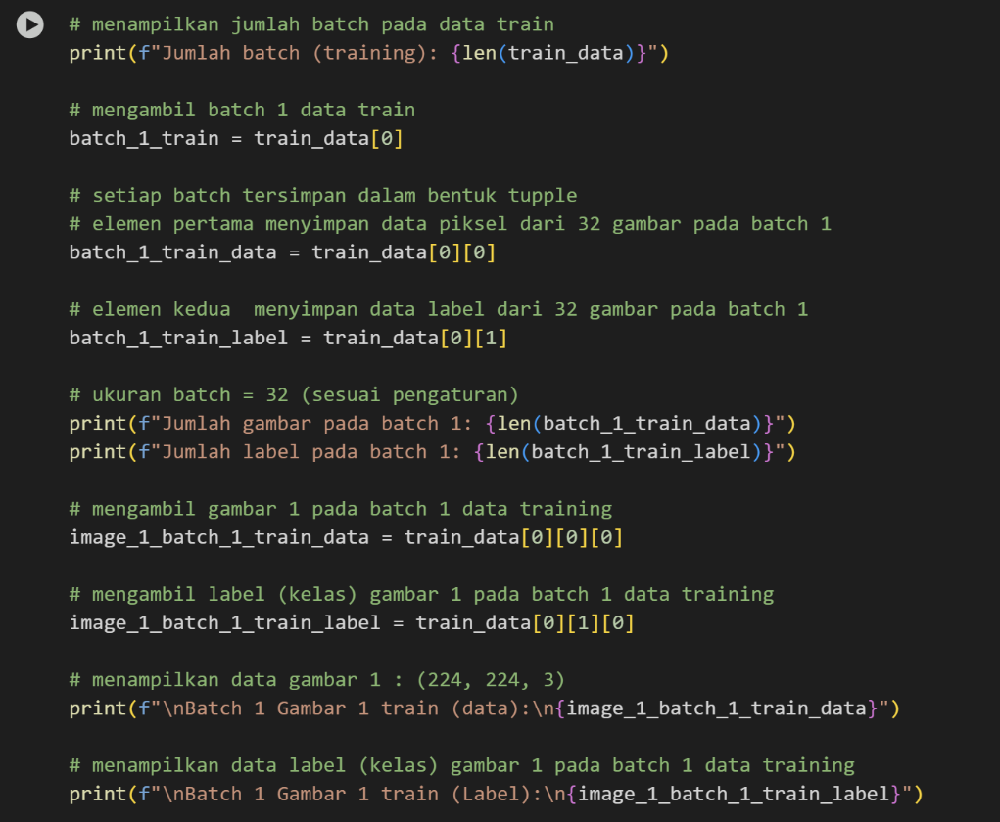 # menampilkan jumlah batch pada data train
print(f"Jumlah batch (training): {len(train_data)}")
# mengambil batch 1 data train
batch_1_train = train_data[0]
# setiap batch tersimpan dalam bentuk tupple
# elemen pertama menyimpan data piksel dari 32 gambar pada batch 1
batch_1_train_data = train_data[0][0]
# elemen kedua  menyimpan data label dari 32 gambar pada batch 1
batch_1_train_label = train_data[0][1]
# ukuran batch = 32 (sesuai pengaturan)
print(f"Jumlah gambar pada batch 1: {len(batch_1_train_data)}")
print(f"Jumlah label pada batch 1: {len(batch_1_train_label)}")
# mengambil gambar 1 pada batch 1 data training
image_1_batch_1_train_data = train_data[0][0][0]
# mengambil label (kelas) gambar 1 pada batch 1 data training
image_1_batch_1_train_label = train_data[0][1][0]
# menampilkan data gambar 1 : (224, 224, 3)
print(f"\nBatch 1 Gambar 1 train (data):\n{image_1_batch_1_train_data}")
# menampilkan data label (kelas) gambar 1 pada batch 1 data training
print(f"\nBatch 1 Gambar 1 train (Label):\n{image_1_batch_1_train_label}")